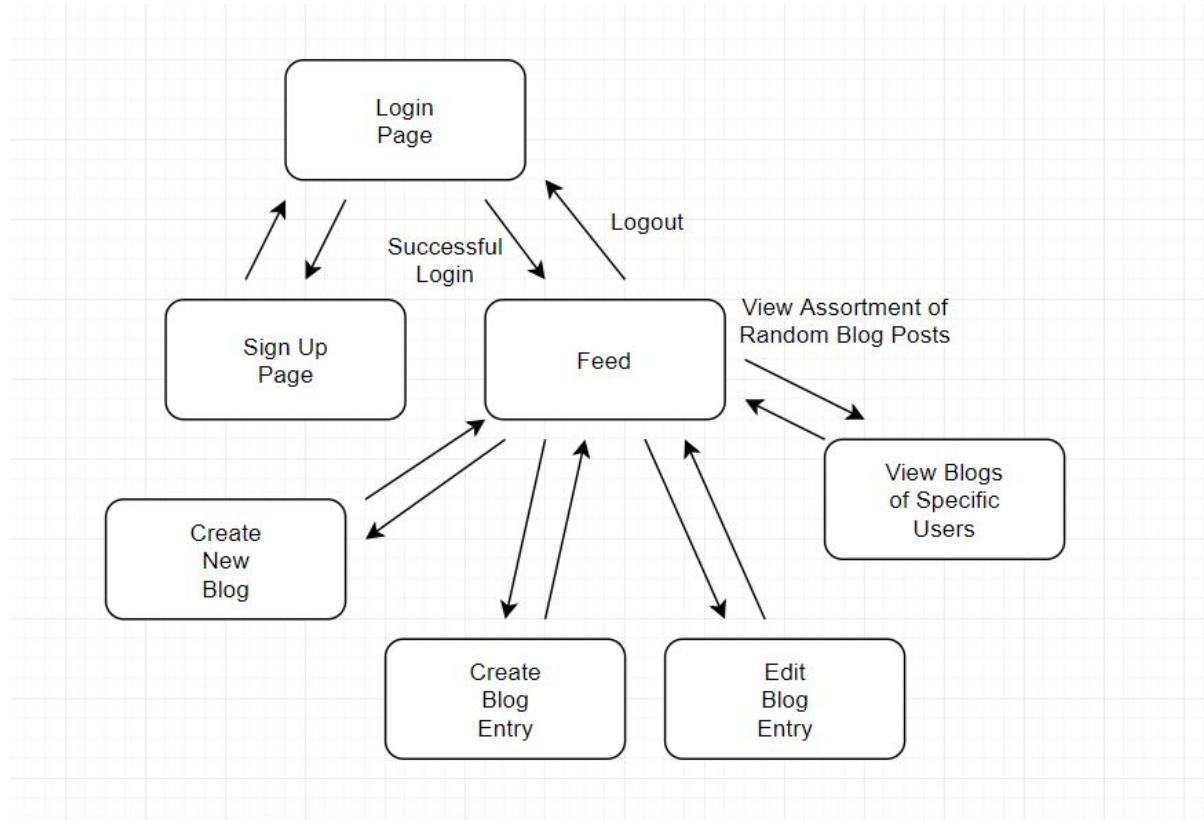 Login
Page
Logout
Successful
Login
View Assortment of
Random Blog Posts
Sign Up
Page
Feed
View Blogs
of Specific
Users
Create
New
Blog
Create
Blog
Entry
Edit
Blog
Entry